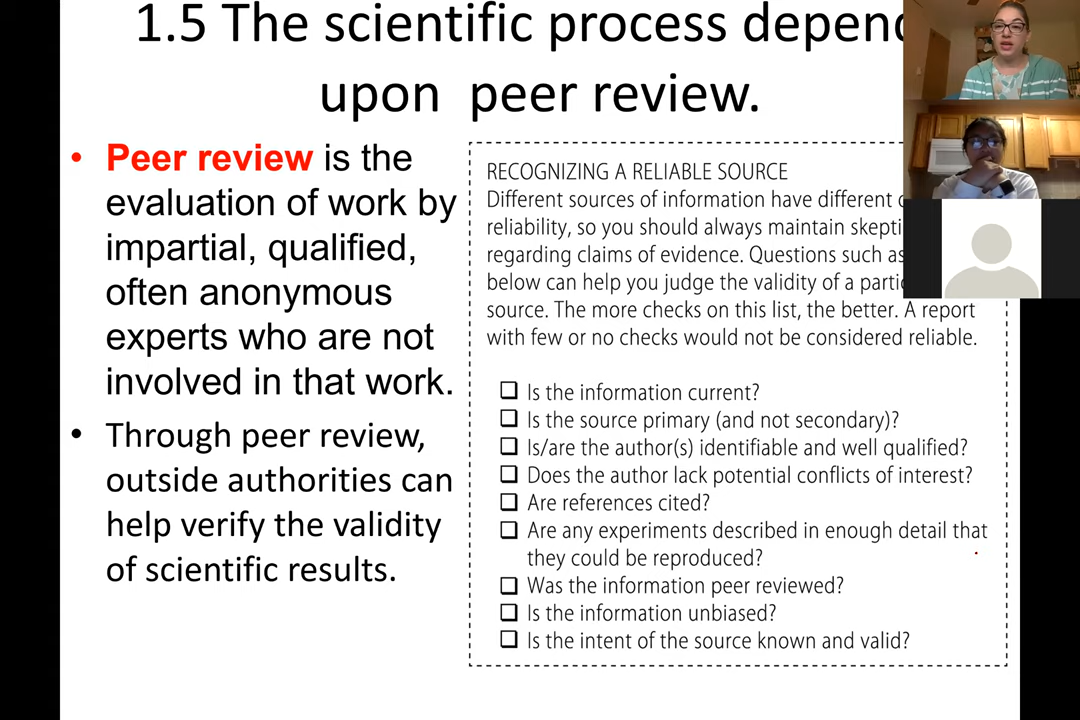 1.5 The scientific process depen
upon peer review.
• Peer review is the
evaluation of work by
impartial, qualified,
often anonymous
experts who are not
involved in that work.
• Through peer review,
outside authorities can
help verify the validity
of scientific results.
RECOGNIZING A RELIABLE SOURCE
Different sources of information have different
reliability, so you should always maintain
regarding claims of evidence. Questions such as
below can help you judge the validity of a
source. The more checks on this list, the better. A report
with few or no checks would not be considered reliable.
❑ Is the information current?
❑ Is the source primary (and not secondary)?
❑ Is/are the author(s) identifiable and well qualified?
❑ Does the author lack potential conflicts of interest?
❑ Are references cited?
❑ Are any experiments described in enough detail that
they could be reproduced?
❑ Was the information peer reviewed?
❑ Is the information unbiased?
❑ Is the intent of the source known and valid?